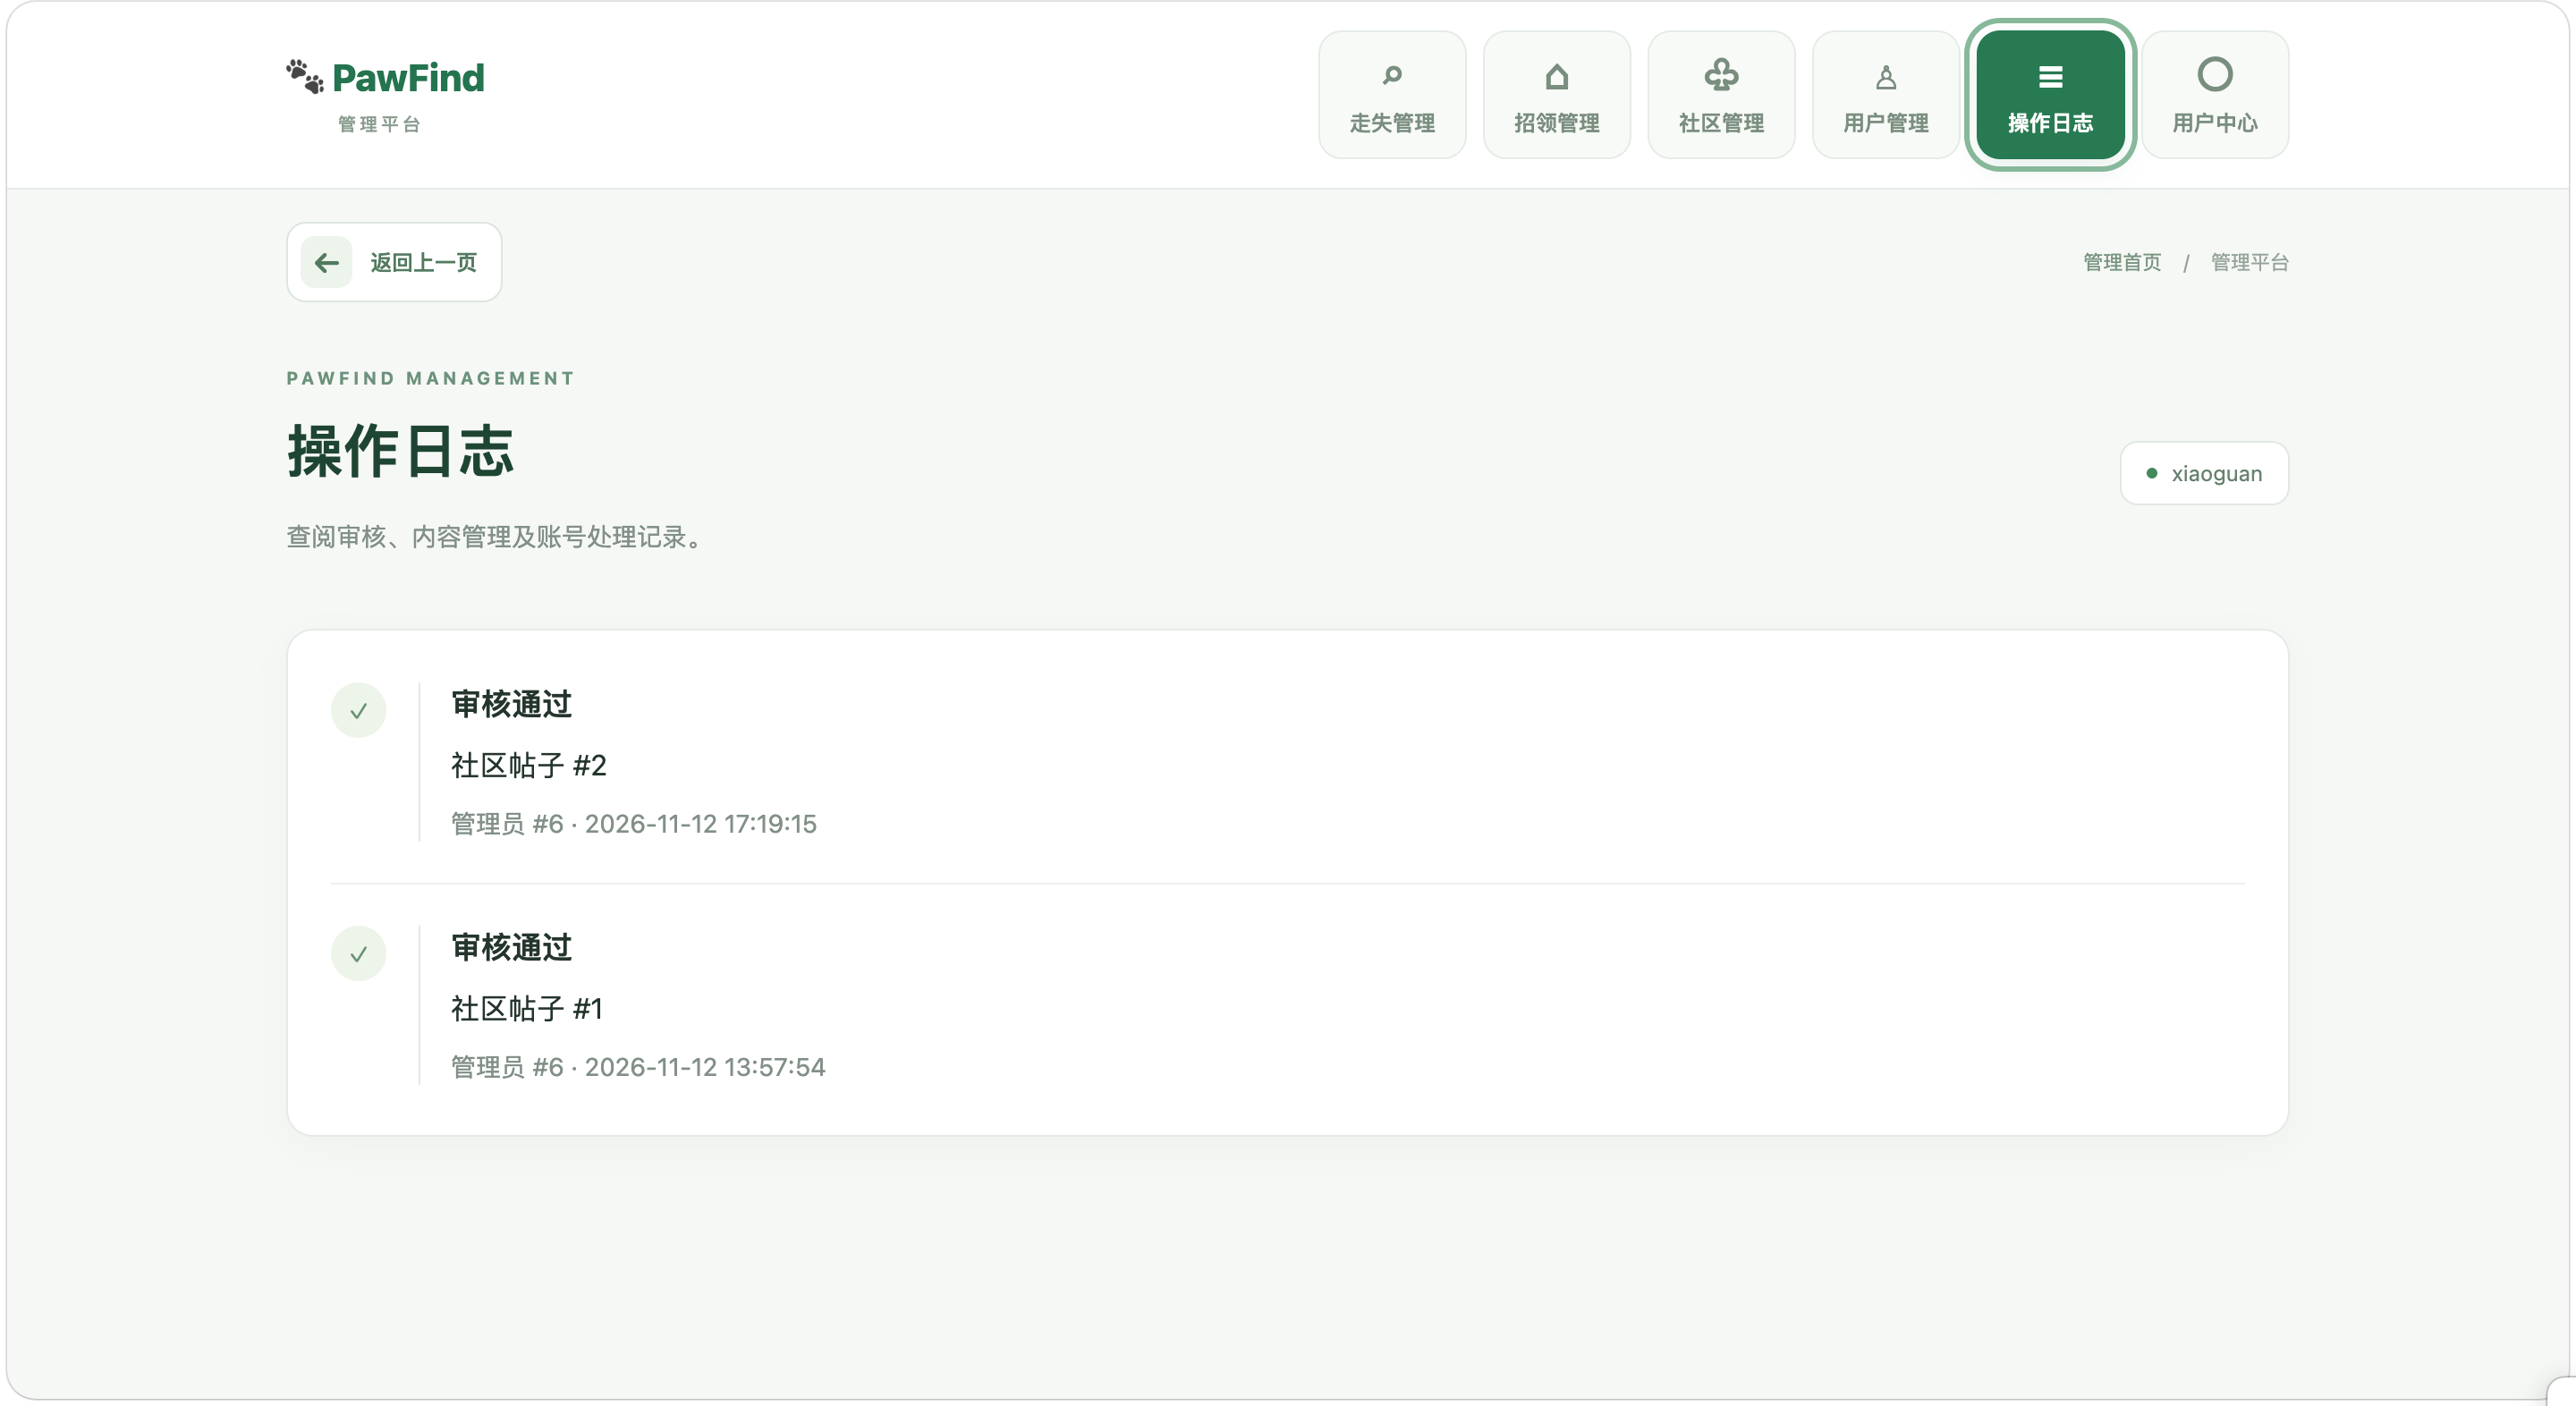 PawFind
管理平台
走失管理
招领管理
社区管理
用户管理
操作日志
用户中心
返回上一页
管理首页 / 管理平台
PAWFIND MANAGEMENT
操作日志
xiaoguan
查阅审核、内容管理及账号处理记录。
审核通过
社区帖子 #2
管理员 #6 · 2026-11-12 17:19:15
审核通过
社区帖子 #1
管理员 #6 · 2026-11-12 13:57:54